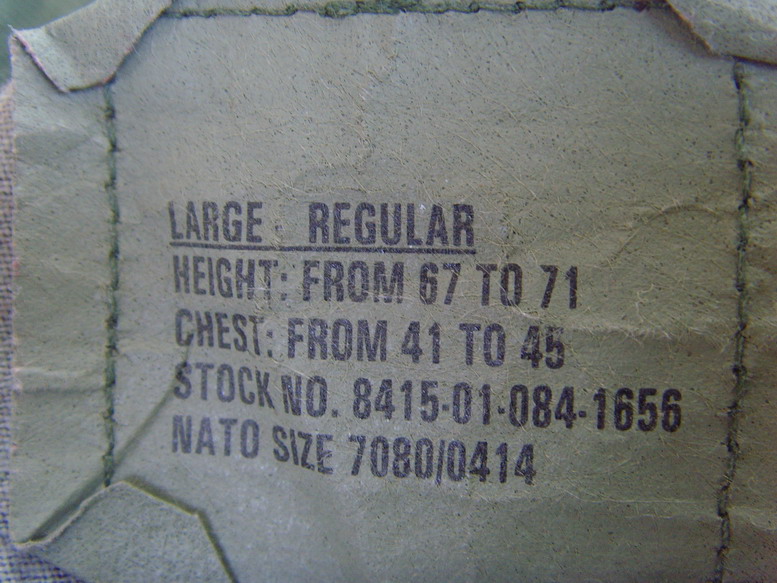 LARGE - REGULAR
HEIGHT: FROM 67 TO 71
CHEST: FROM 41 TO 45
STOCK NO. 8415-01-084-1656
NATO SIZE 7080/0414